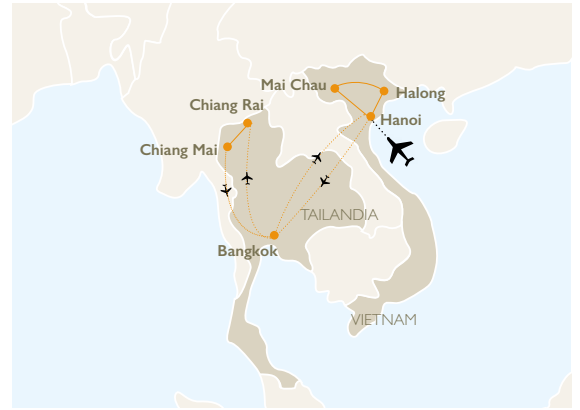 Mai Chau
Halong
Chiang Rai
Hanoi
Chiang Mai
TAILANDIA
Bangkok
VIETNAM